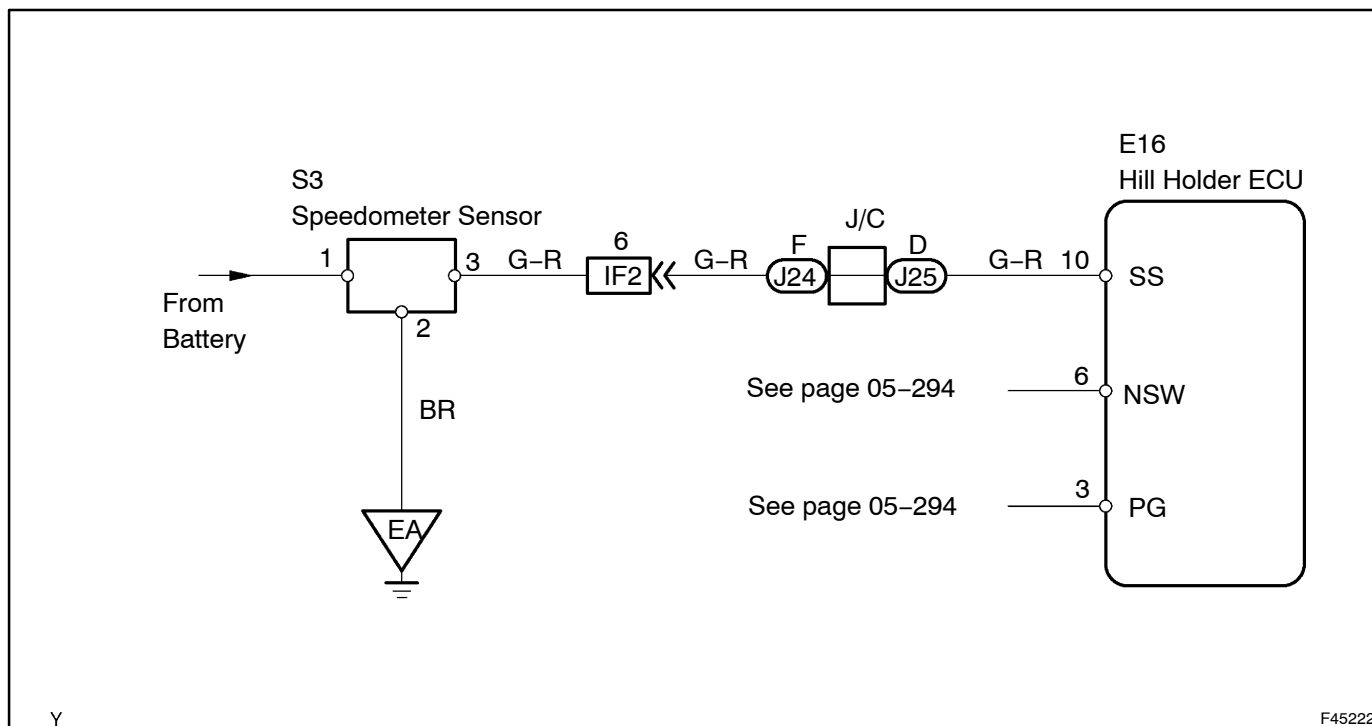 E16
Hill Holder ECU
S3
Speedometer Sensor
J/C
6
F
D
1
3
G–R
IF2
G–R
J24
J25
G–R
10
SS
From
Battery
2
See page 05–294
6
NSW
BR
See page 05–294
3
PG
EA
Y
F45222